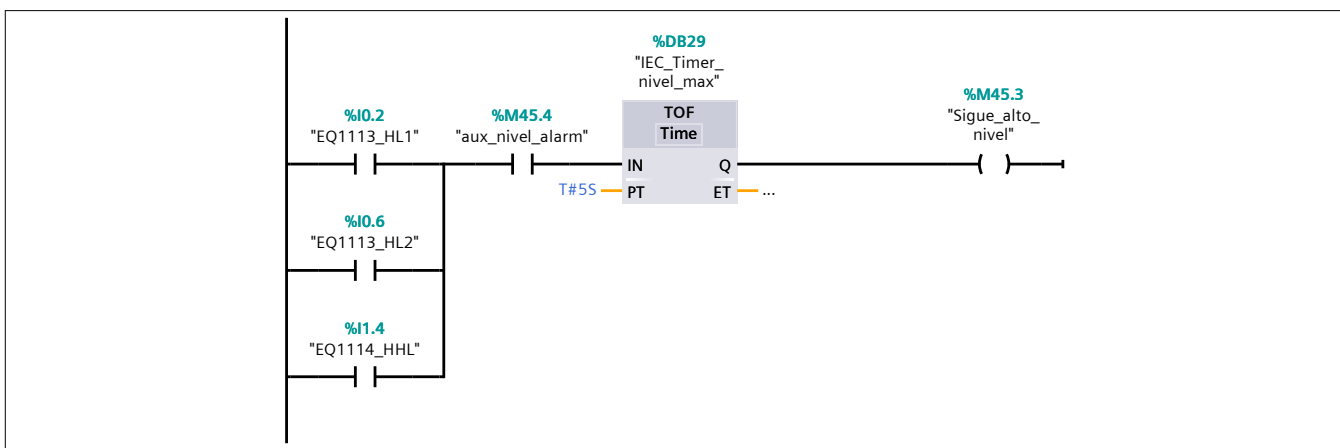 %DB29
"IEC_Timer_
nivel_max"
%I0.2
"EQ1113_HL1"
%M45.4
"aux_nivel_alarm"
TOF
Time
%M45.3
"Sigue_alto_
nivel"
IN
Q
T#5S
PT
ET
...
%I0.6
"EQ1113_HL2"
%I1.4
"EQ1114_HHL"